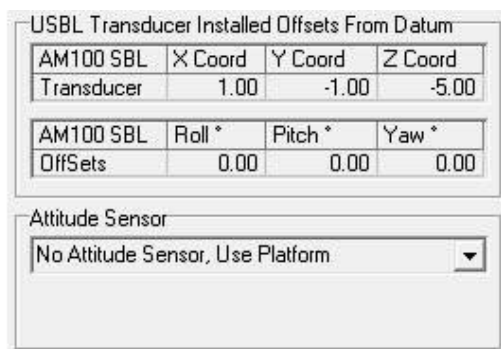 USBL Transducer Installed Offsets From Datum
AM100 SBL X Coord Y Coord Z Coord
Transducer 1.00 -1.00 -5.00
AM100 SBL Roll ° Pitch ° Yaw °
OffSets 0.00 0.00 0.00
Attitude Sensor
No Attitude Sensor, Use Platform